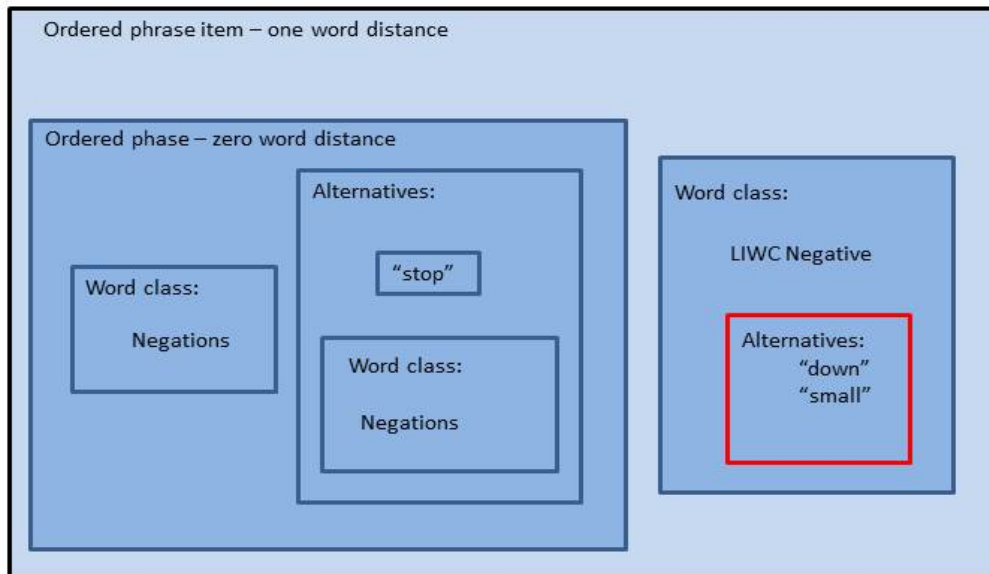 Ordered phrase item – one word distance
Ordered phase – zero word distance
Alternatives:
“stop”
Word class:
Negations
Word class:
Negations
Word class:
LIWC Negative
Alternatives:
“down”
“small”